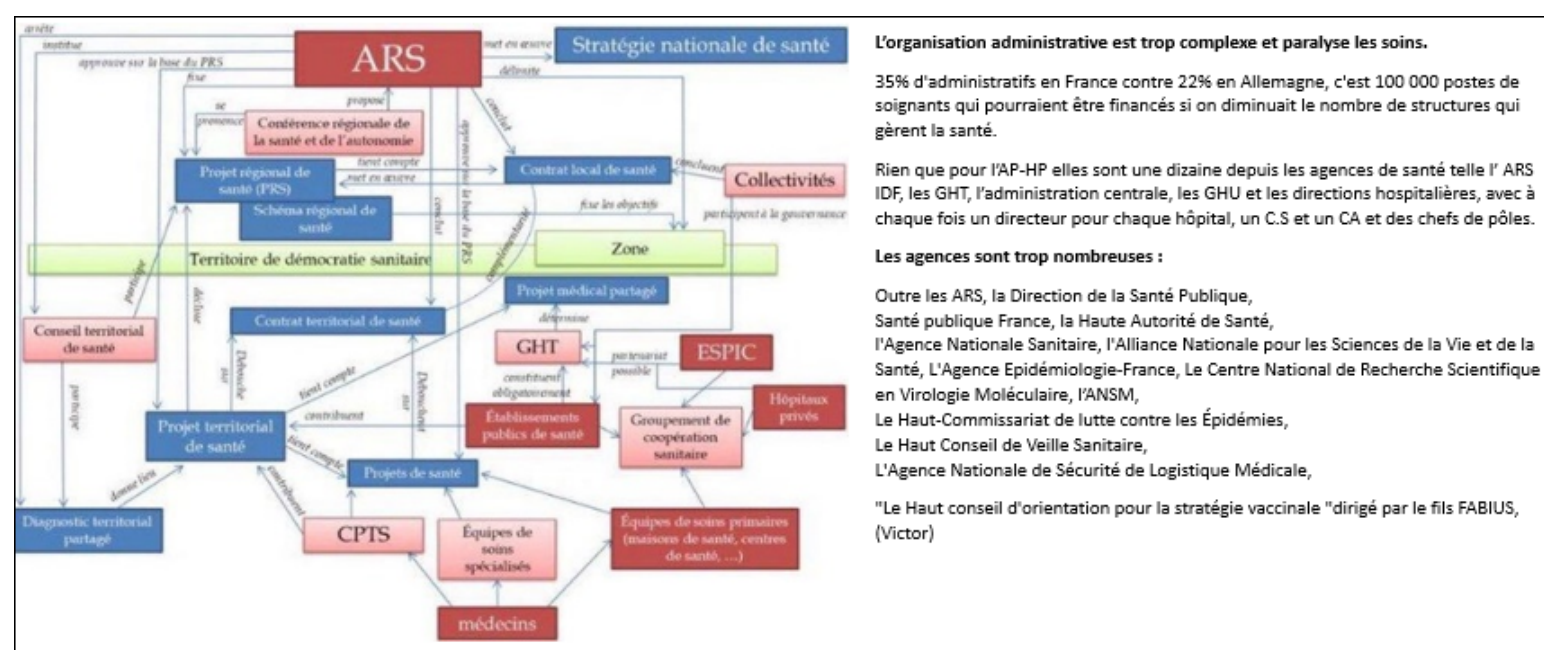 arrête
institue
approuve sur la base du PRS
fixe
ARS
met en œuvre
Stratégie nationale de santé
délimite
se
prononce
propose
Conférence régionale de
la santé et de l'autonomie
conclut
approuve sur la base du PRS
conclut
Projet régional de
santé (PRS)
tient compte
met en œuvre
Contrat local de santé
concluent
Collectivités
Schéma régional de
santé
fixe les objectifs
participent à la gouvernance
Zone
Territoire de démocratie sanitaire
complémentaire
participe
décline
Projet médical partagé
Conseil territorial
de santé
Contrat territorial de santé
détermine
GHT
partenariat
possible
ESPIC
Débouche
sur
tient compte
Débouchent
sur
constituent
obligatoirement
participe
contribuent
Projet territorial
de santé
Établissements
publics de santé
Groupement de
coopération
sanitaire
Hôpitaux
privés
tient compte
Projets de santé
donne lieu
contribuent
Diagnostic territorial
partagé
CPTS
Équipes de
soins
spécialisés
Équipes de soins primaires
(maisons de santé, centres
de santé, ...)
médecins
L'organisation administrative est trop complexe et paralyse les soins.
35% d'administratifs en France contre 22% en Allemagne, c'est 100 000 postes de
soignants qui pourraient être financés si on diminuait le nombre de structures qui
gèrent la santé.
Rien que pour l'AP-HP elles sont une dizaine depuis les agences de santé telle l' ARS
IDF, les GHT, l'administration centrale, les GHU et les directions hospitalières, avec à
chaque fois un directeur pour chaque hôpital, un C.S et un CA et des chefs de pôles.
Les agences sont trop nombreuses :
Outre les ARS, la Direction de la Santé Publique,
Santé publique France, la Haute Autorité de Santé,
l'Agence Nationale Sanitaire, l'Alliance Nationale pour les Sciences de la Vie et de la
Santé, L'Agence Epidémiologie-France, Le Centre National de Recherche Scientifique
en Virologie Moléculaire, l'ANSM,
Le Haut-Commissariat de lutte contre les Épidémies,
Le Haut Conseil de Veille Sanitaire,
L'Agence Nationale de Sécurité de Logistique Médicale,
"Le Haut conseil d'orientation pour la stratégie vaccinale "dirigé par le fils FABIUS,
(Victor)